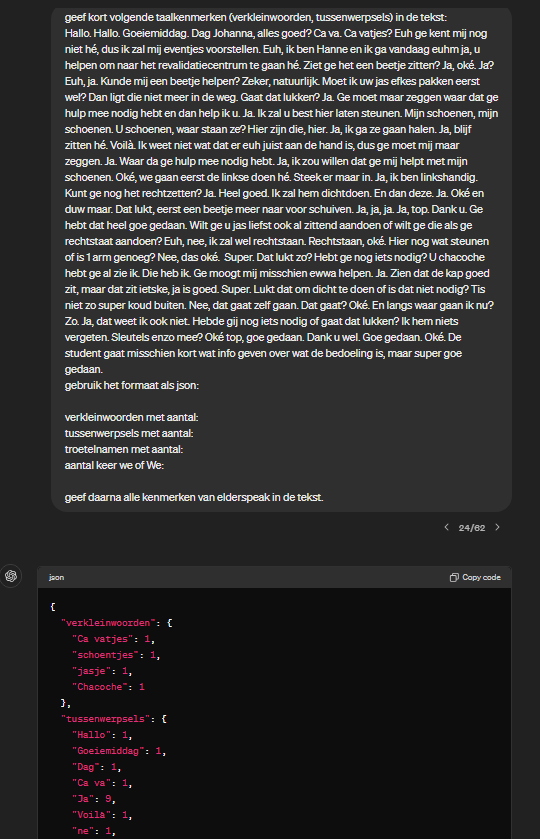 geef kort volgende taalkenmerken (verkleinwoorden, tussenwerpsels) in de tekst:
Hallo. Hallo. Goeiemiddag. Dag Johanna, alles goed? Ca va. Ca vatjes? Euh ge kent mij nog
niet hé, dus ik zal mij eventjes voorstellen. Euh, ik ben Hanne en ik ga vandaag euhm ja, u
helpen om naar het revalidatiecentrum te gaan hé. Ziet ge het een beetje zitten? Ja, oké. Ja?
Euh, ja. Kunde mij een beetje helpen? Zeker, natuurlijk. Moet ik uw jas efkes pakken eerst
wel? Dan ligt die niet meer in de weg. Gaat dat lukken? Ja. Ge moet maar zeggen waar dat ge
hulp mee nodig hebt en dan help ik u. Ja. Ik zal u best hier laten steunen. Mijn schoenen, mijn
schoenen. U schoenen, waar staan ze? Hier zijn die, hier. Ja, ik ga ze gaan halen. Ja, blijf
zitten hé. Voilà. Ik weet niet wat dat er euh juist aan de hand is, dus ge moet mij maar
zeggen. Ja. Waar da ge hulp mee nodig hebt. Ja, ik zou willen dat ge mij helpt met mijn
schoenen. Oké, we gaan eerst de linkse doen hé. Steek er maar in. Ja, ik ben linkshandig.
Kunt ge nog het rechtzetten? Ja. Heel goed. Ik zal hem dichtdoen. En dan deze. Ja. Oké en
duw maar. Dat lukt, eerst een beetje meer naar voor schuiven. Ja, ja, ja. Ja, top. Dank u. Ge
hebt dat heel goe gedaan. Wilt ge u jas liefst ook al zittend aandoen of wilt ge die als ge
rechtstaat aandoen? Euh, nee, ik zal wel rechtstaan. Rechtstaan, oké. Hier nog wat steunen
of is 1 arm genoeg? Nee, das oké.  Super. Dat lukt zo? Hebt ge nog iets nodig? U chacoche
hebt ge al zie ik. Die heb ik. Ge moogt mij misschien ewwa helpen. Ja. Zien dat de kap goed
zit, maar dat zit ietske, ja is goed. Super. Lukt dat om dicht te doen of is dat niet nodig? Tis
niet zo super koud buiten. Nee, dat gaat zelf gaan. Dat gaat? Oké. En langs waar gaan ik nu?
Zo. Ja, dat weet ik ook niet. Hebde gij nog iets nodig of gaat dat lukken? Ik hem niets
vergeten. Sleutels enzo mee? Oké top, goe gedaan. Dank u wel. Goe gedaan. Oké. De
student gaat misschien kort wat info geven over wat de bedoeling is, maar super goe
gedaan.
gebruik het formaat als json:
verkleinwoorden met aantal:
tussenwerpsels met aantal:
troetelnamen met aantal:
aantal keer we of We:
geef daarna alle kenmerken van elderspeak in de tekst.
< 24/62 >
json Copy code
{
"verkleinwoorden": {
"Ca vatjes": 1,
"schoentjes": 1,
"jasje": 1,
"Chacoche": 1
},
"tussenwerpsels": {
"Hallo": 1,
"Goeiemiddag": 1,
"Dag": 1,
"Ca va": 1,
"Ja": 9,
"Voilà": 1,
"ne": 1,